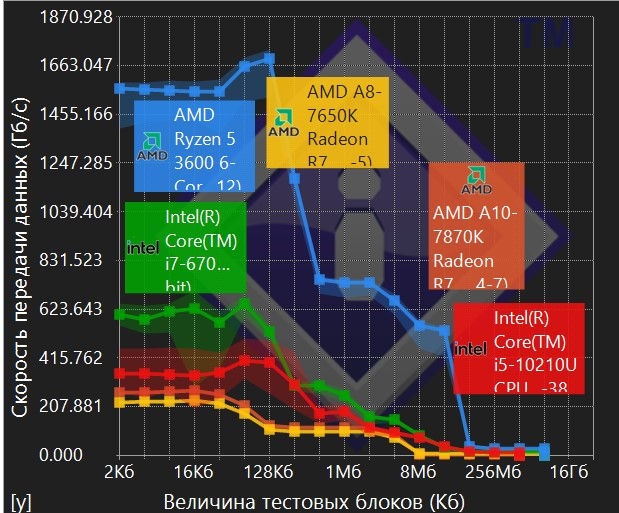 TM
1870.928
1663.047
1455.166
1247.285
1039.404
831.523
623.643
415.762
207.881
0.000
Скорость передачи данных (Гб/с)
AMD
AMD
Ryzen 5
3600 6-
Cor...12)
AMD
AMD A8-
7650K
Radeon
R7 ... -5)
AMD
AMD A10-
7870K
Radeon
R7 ... 4-7)
intel
Intel(R)
Core(TM)
i7-670...
bit)
intel
Intel(R)
Core(TM)
i5-10210U
CPU ...-38
2Кб 16Кб 128Кб 1Мб 8Мб 256Мб 16Гб
[y] Величина тестовых блоков (Кб)